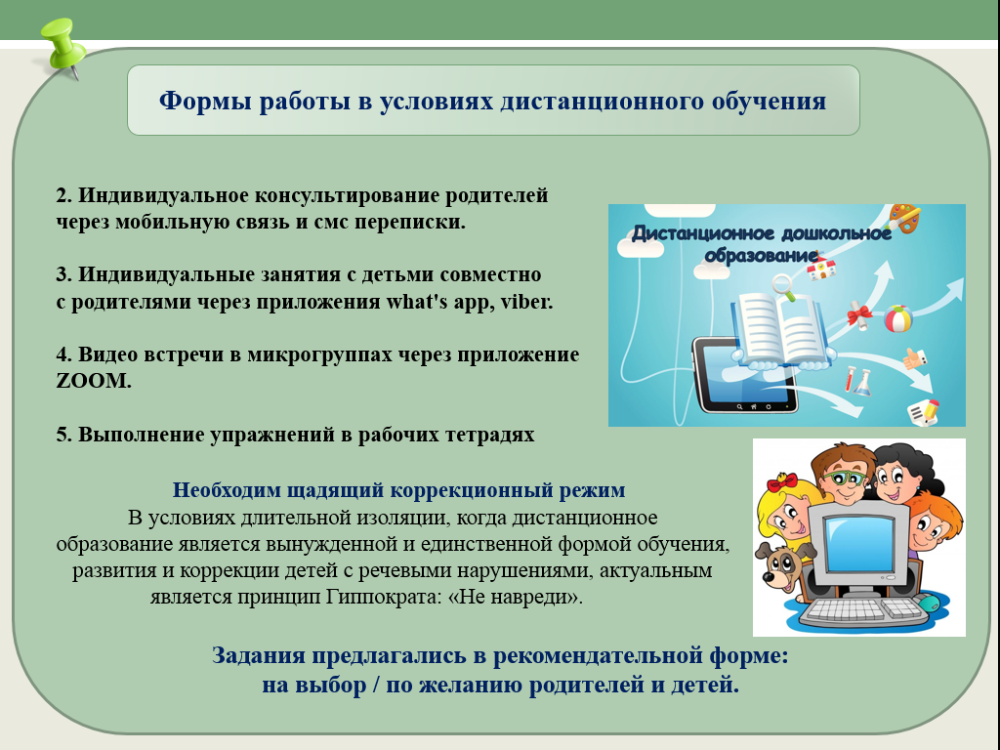 Формы работы в условиях дистанционного обучения
2. Индивидуальное консультирование родителей
через мобильную связь и смс переписки.
3. Индивидуальные занятия с детьми совместно
с родителями через приложения what's app, viber.
4. Видео встречи в микрогруппах через приложение
ZOOM.
5. Выполнение упражнений в рабочих тетрадях
Дистанционное дошкольное
образование
Необходим щадящий коррекционный режим
В условиях длительной изоляции, когда дистанционное
образование является вынужденной и единственной формой обучения,
развития и коррекции детей с речевыми нарушениями, актуальным
является принцип Гиппократа: «Не навреди».
Задания предлагались в рекомендательной форме:
на выбор / по желанию родителей и детей.